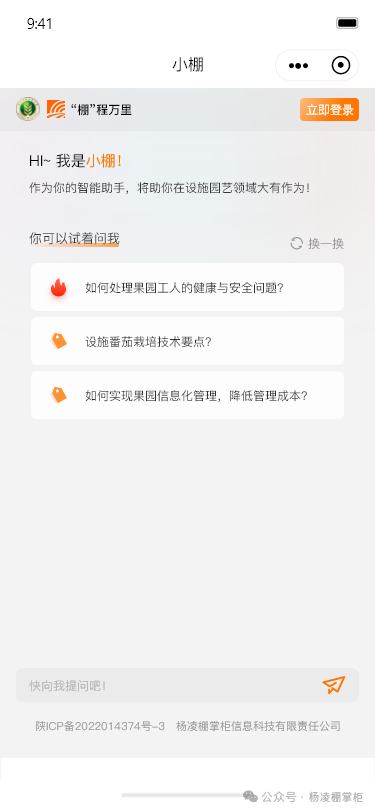 9:41
小棚
“棚”程万里
立即登录
HI~ 我是小棚！
作为你的智能助手，将助你在设施园艺领域大有作为！
你可以试着问我
换一换
如何处理果园工人的健康与安全问题？
设施番茄栽培技术要点？
如何实现果园信息化管理，降低管理成本？
快向我提问吧！
陕ICP备2022014374号-3 杨凌棚掌柜信息科技有限责任公司
公众号 · 杨凌棚掌柜